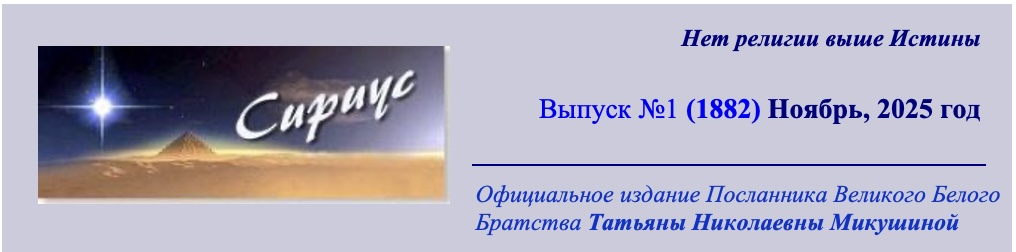 Нет религии выше Истины
Сириус
Выпуск №1 (1882) Ноябрь, 2025 год
Официальное издание Посланника Великого Белого
Братства Татьяны Николаевны Микушиной